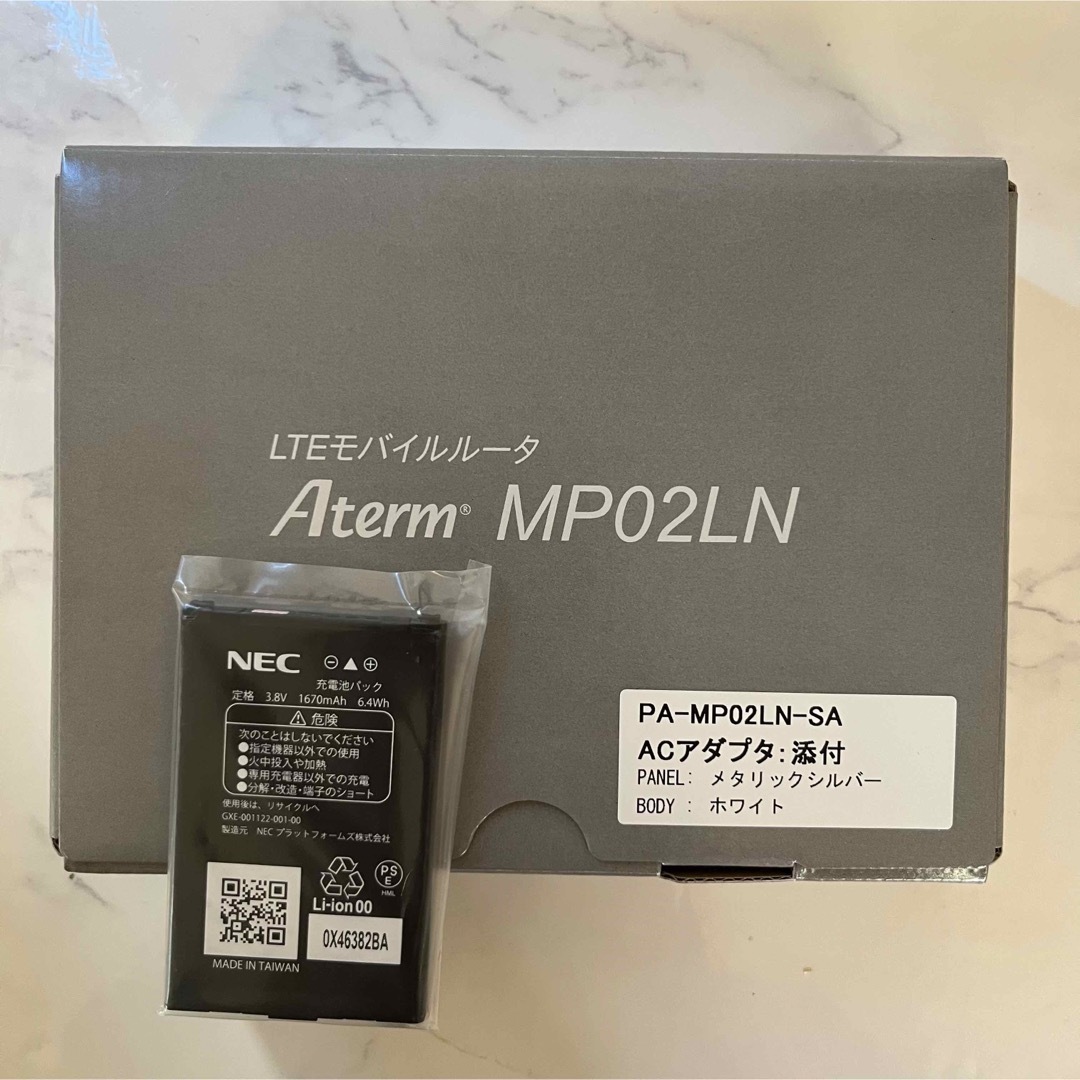 LTEモバイルルータ
Aterm® MP02LN
PA-MP02LN-SA
ACアダプタ:添付
PANEL: メタリックシルバー
BODY : ホワイト
NEC ⊖▲⊕
充電池パック
定格 3.8V 1670mAh 6.4Wh
⚠危険
次のことはしないでください
●指定機器以外での使用
●火中投入や加熱
●専用充電器以外での充電
●分解・改造・端子のショート
使用後は、リサイクルへ
GXE-001122-001-00
製造元 NECプラットフォームズ株式会社
PS
E
HML
Li-ion 00
0X46382BA
MADE IN TAIWAN